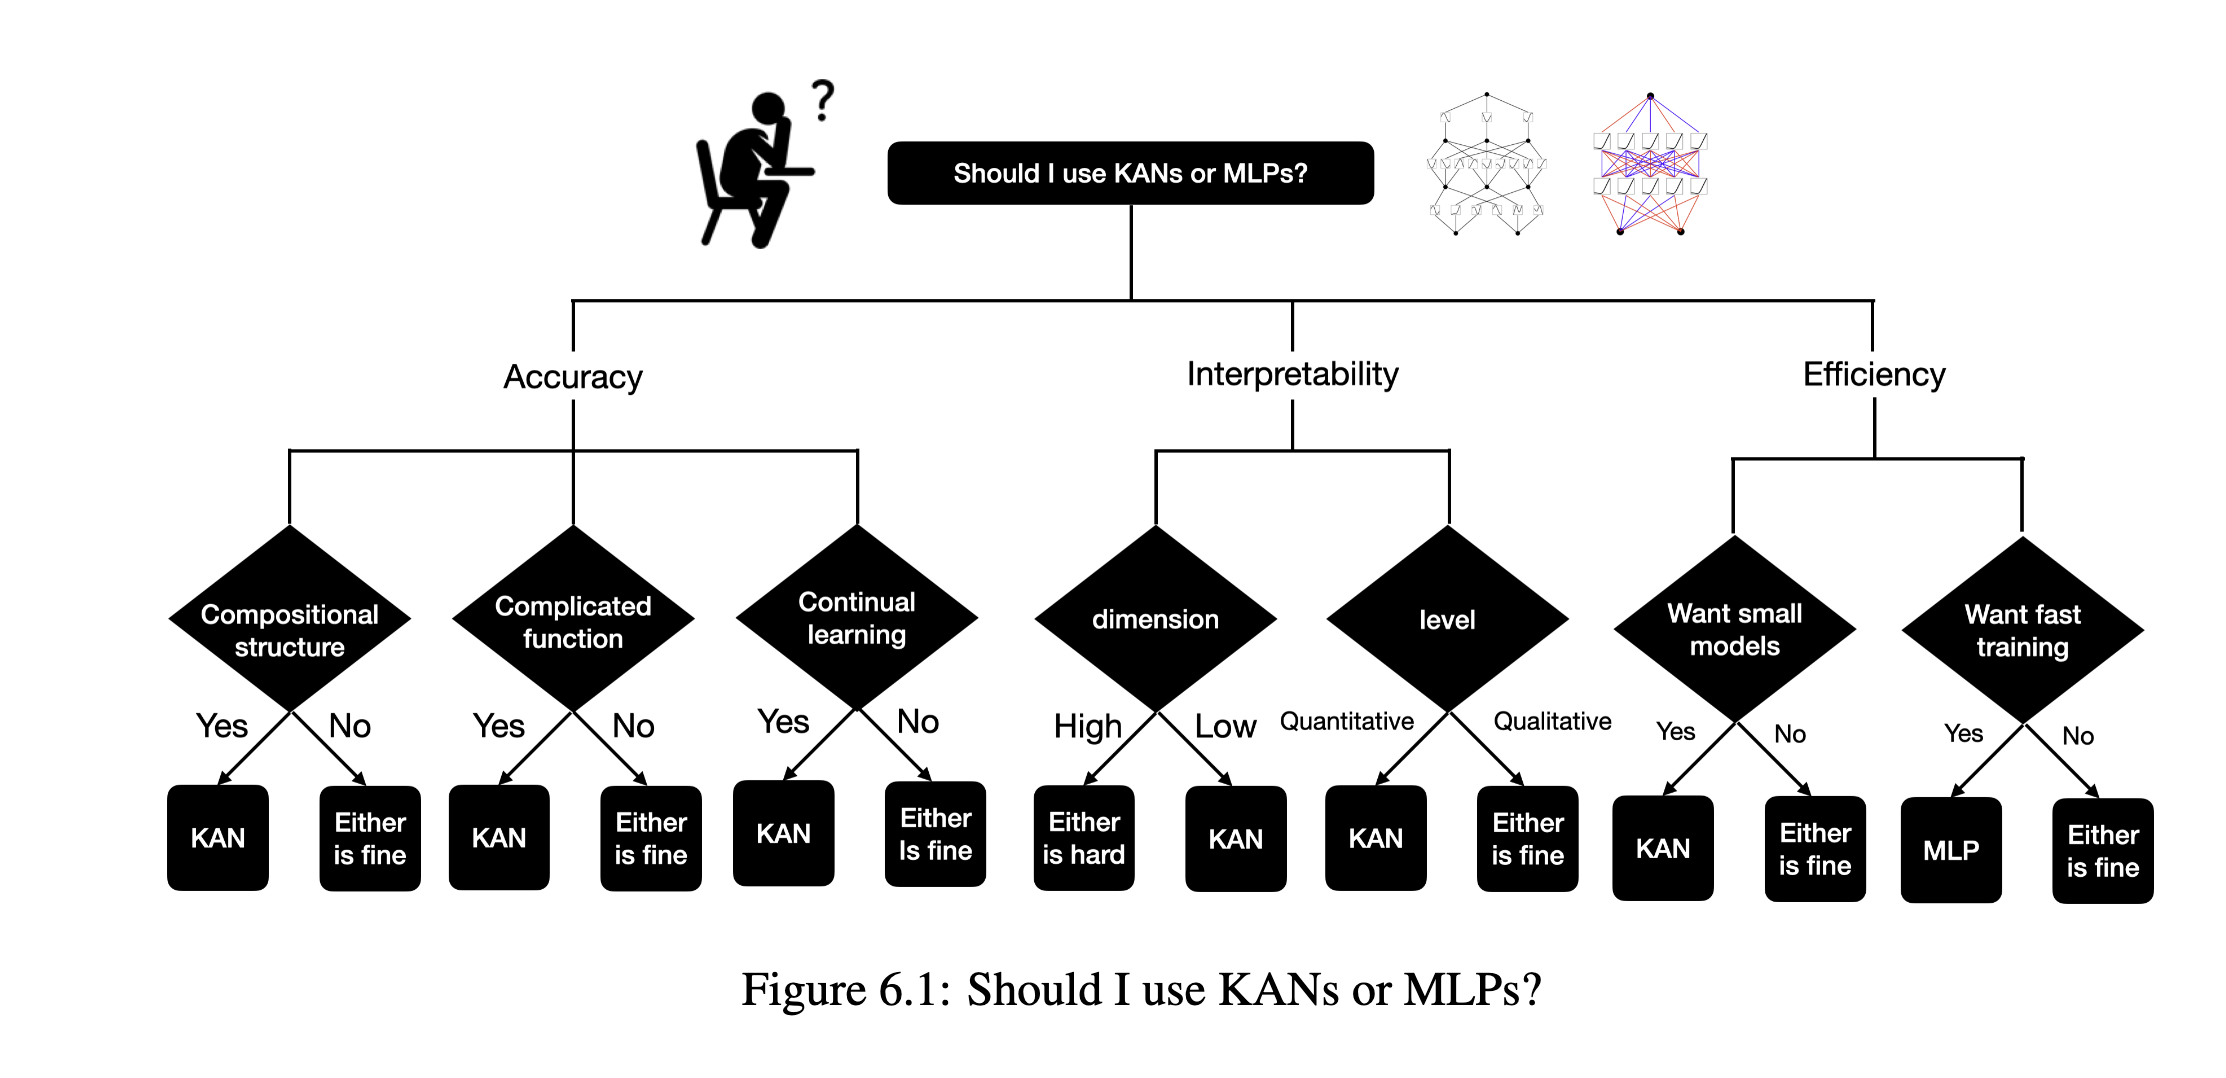 ?
Should I use KANs or MLPs?
Accuracy
Interpretability
Efficiency
Compositional
structure
Complicated
function
Continual
learning
dimension
level
Want small
models
Want fast
training
Yes
No
Yes
No
Yes
No
High
Low
Quantitative
Qualitative
Yes
No
Yes
No
KAN
Either
is fine
KAN
Either
is fine
KAN
Either
Is fine
Either
is hard
KAN
KAN
Either
is fine
KAN
Either
is fine
MLP
Either
is fine
Figure 6.1: Should I use KANs or MLPs?